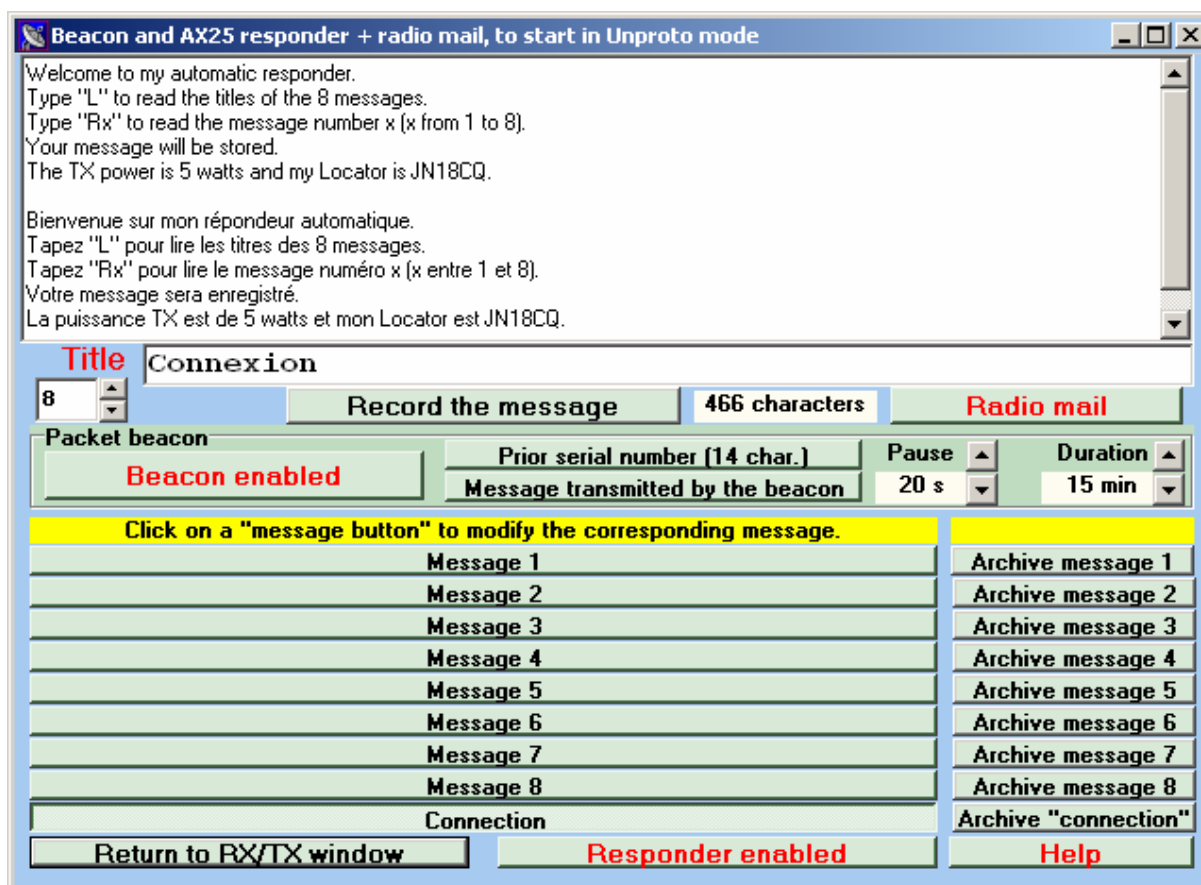 Beacon and AX25 responder + radio mail, to start in Unproto mode
Welcome to my automatic responder.
Type "L" to read the titles of the 8 messages.
Type "Rx" to read the message number x (x from 1 to 8).
Your message will be stored.
The TX power is 5 watts and my Locator is JN18CQ.
Bienvenue sur mon répondeur automatique.
Tapez "L" pour lire les titres des 8 messages.
Tapez "Rx" pour lire le message numéro x (x entre 1 et 8).
Votre message sera enregistré.
La puissance TX est de 5 watts et mon Locator est JN18CQ.
Title Connexion
8 Record the message 466 characters Radio mail
Packet beacon
Beacon enabled
Prior serial number (14 char.) Pause Duration
Message transmitted by the beacon 20 s 15 min
Click on a "message button" to modify the corresponding message.
Message 1 Archive message 1
Message 2 Archive message 2
Message 3 Archive message 3
Message 4 Archive message 4
Message 5 Archive message 5
Message 6 Archive message 6
Message 7 Archive message 7
Message 8 Archive message 8
Connection Archive "connection"
Return to RX/TX window Responder enabled Help